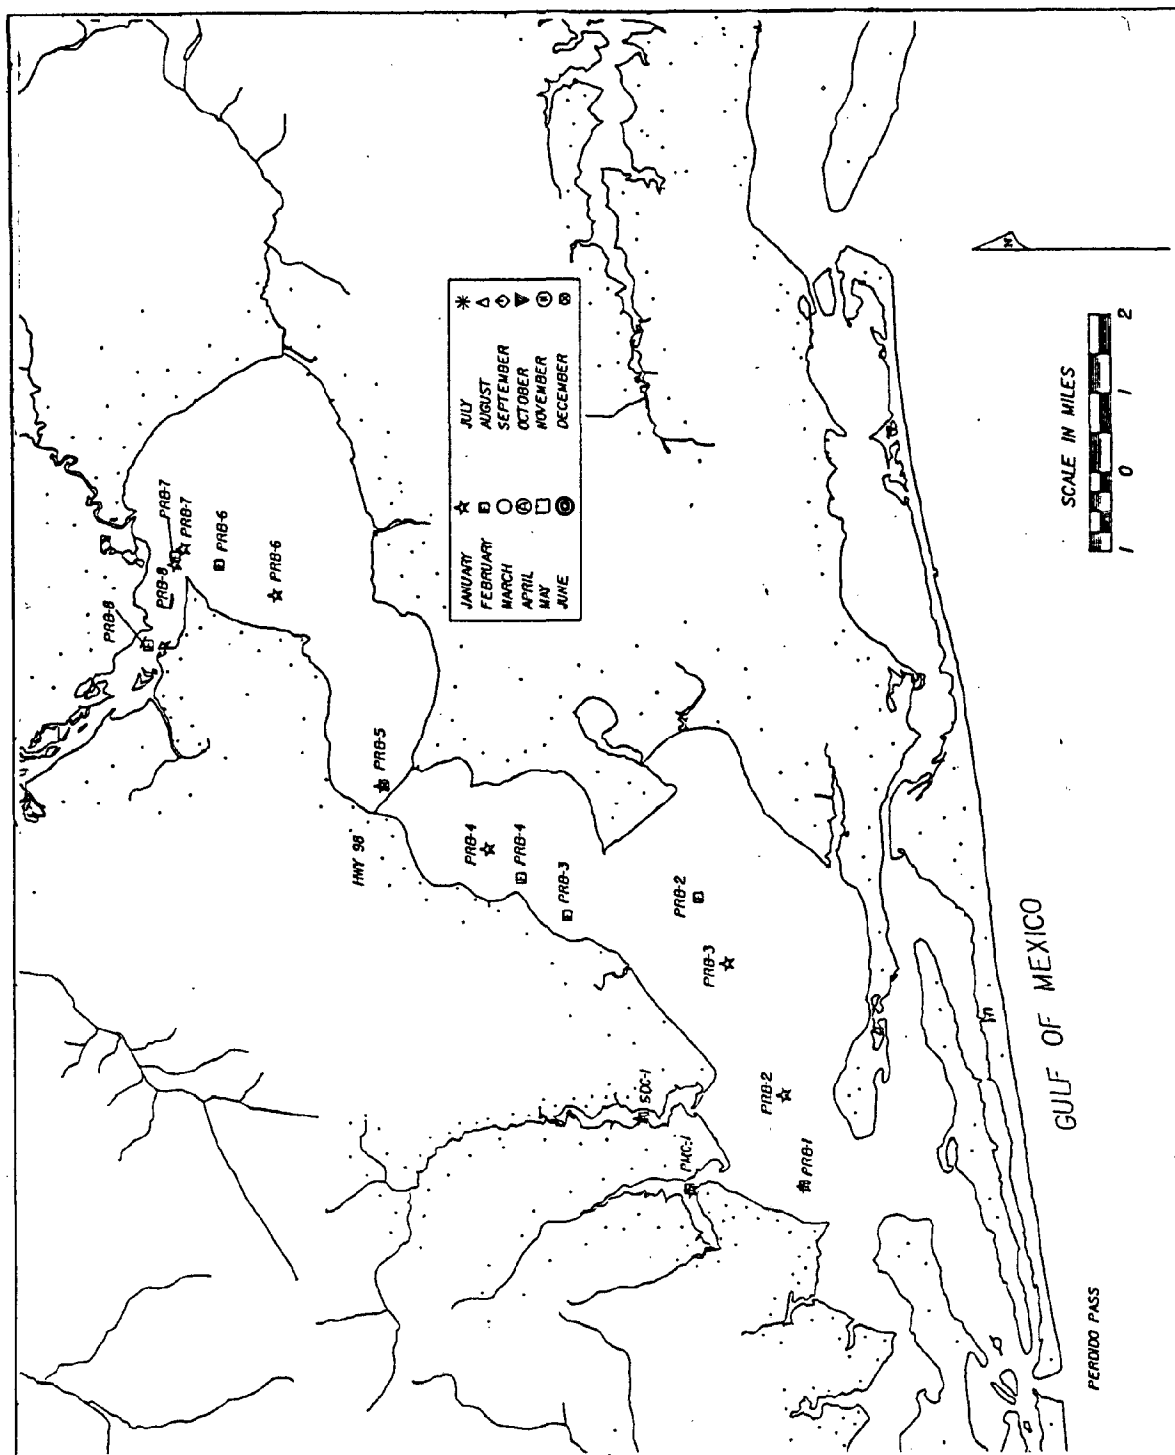 PRB-8
PRB-8
PRB-7
PRB-7
PRB-6
PRB-6
PRB-5
HWY 98
PRB-4
PRB-4
PRB-3
PRB-2
PRB-3
SOC-1
PRB-2
PMC-1
PRB-1
JANUARY
FEBRUARY
MARCH
APRIL
MAY
JUNE
JULY
AUGUST
SEPTEMBER
OCTOBER
NOVEMBER
DECEMBER
N
SCALE IN MILES
1 0 1 2
GULF OF MEXICO
PERDIDO PASS